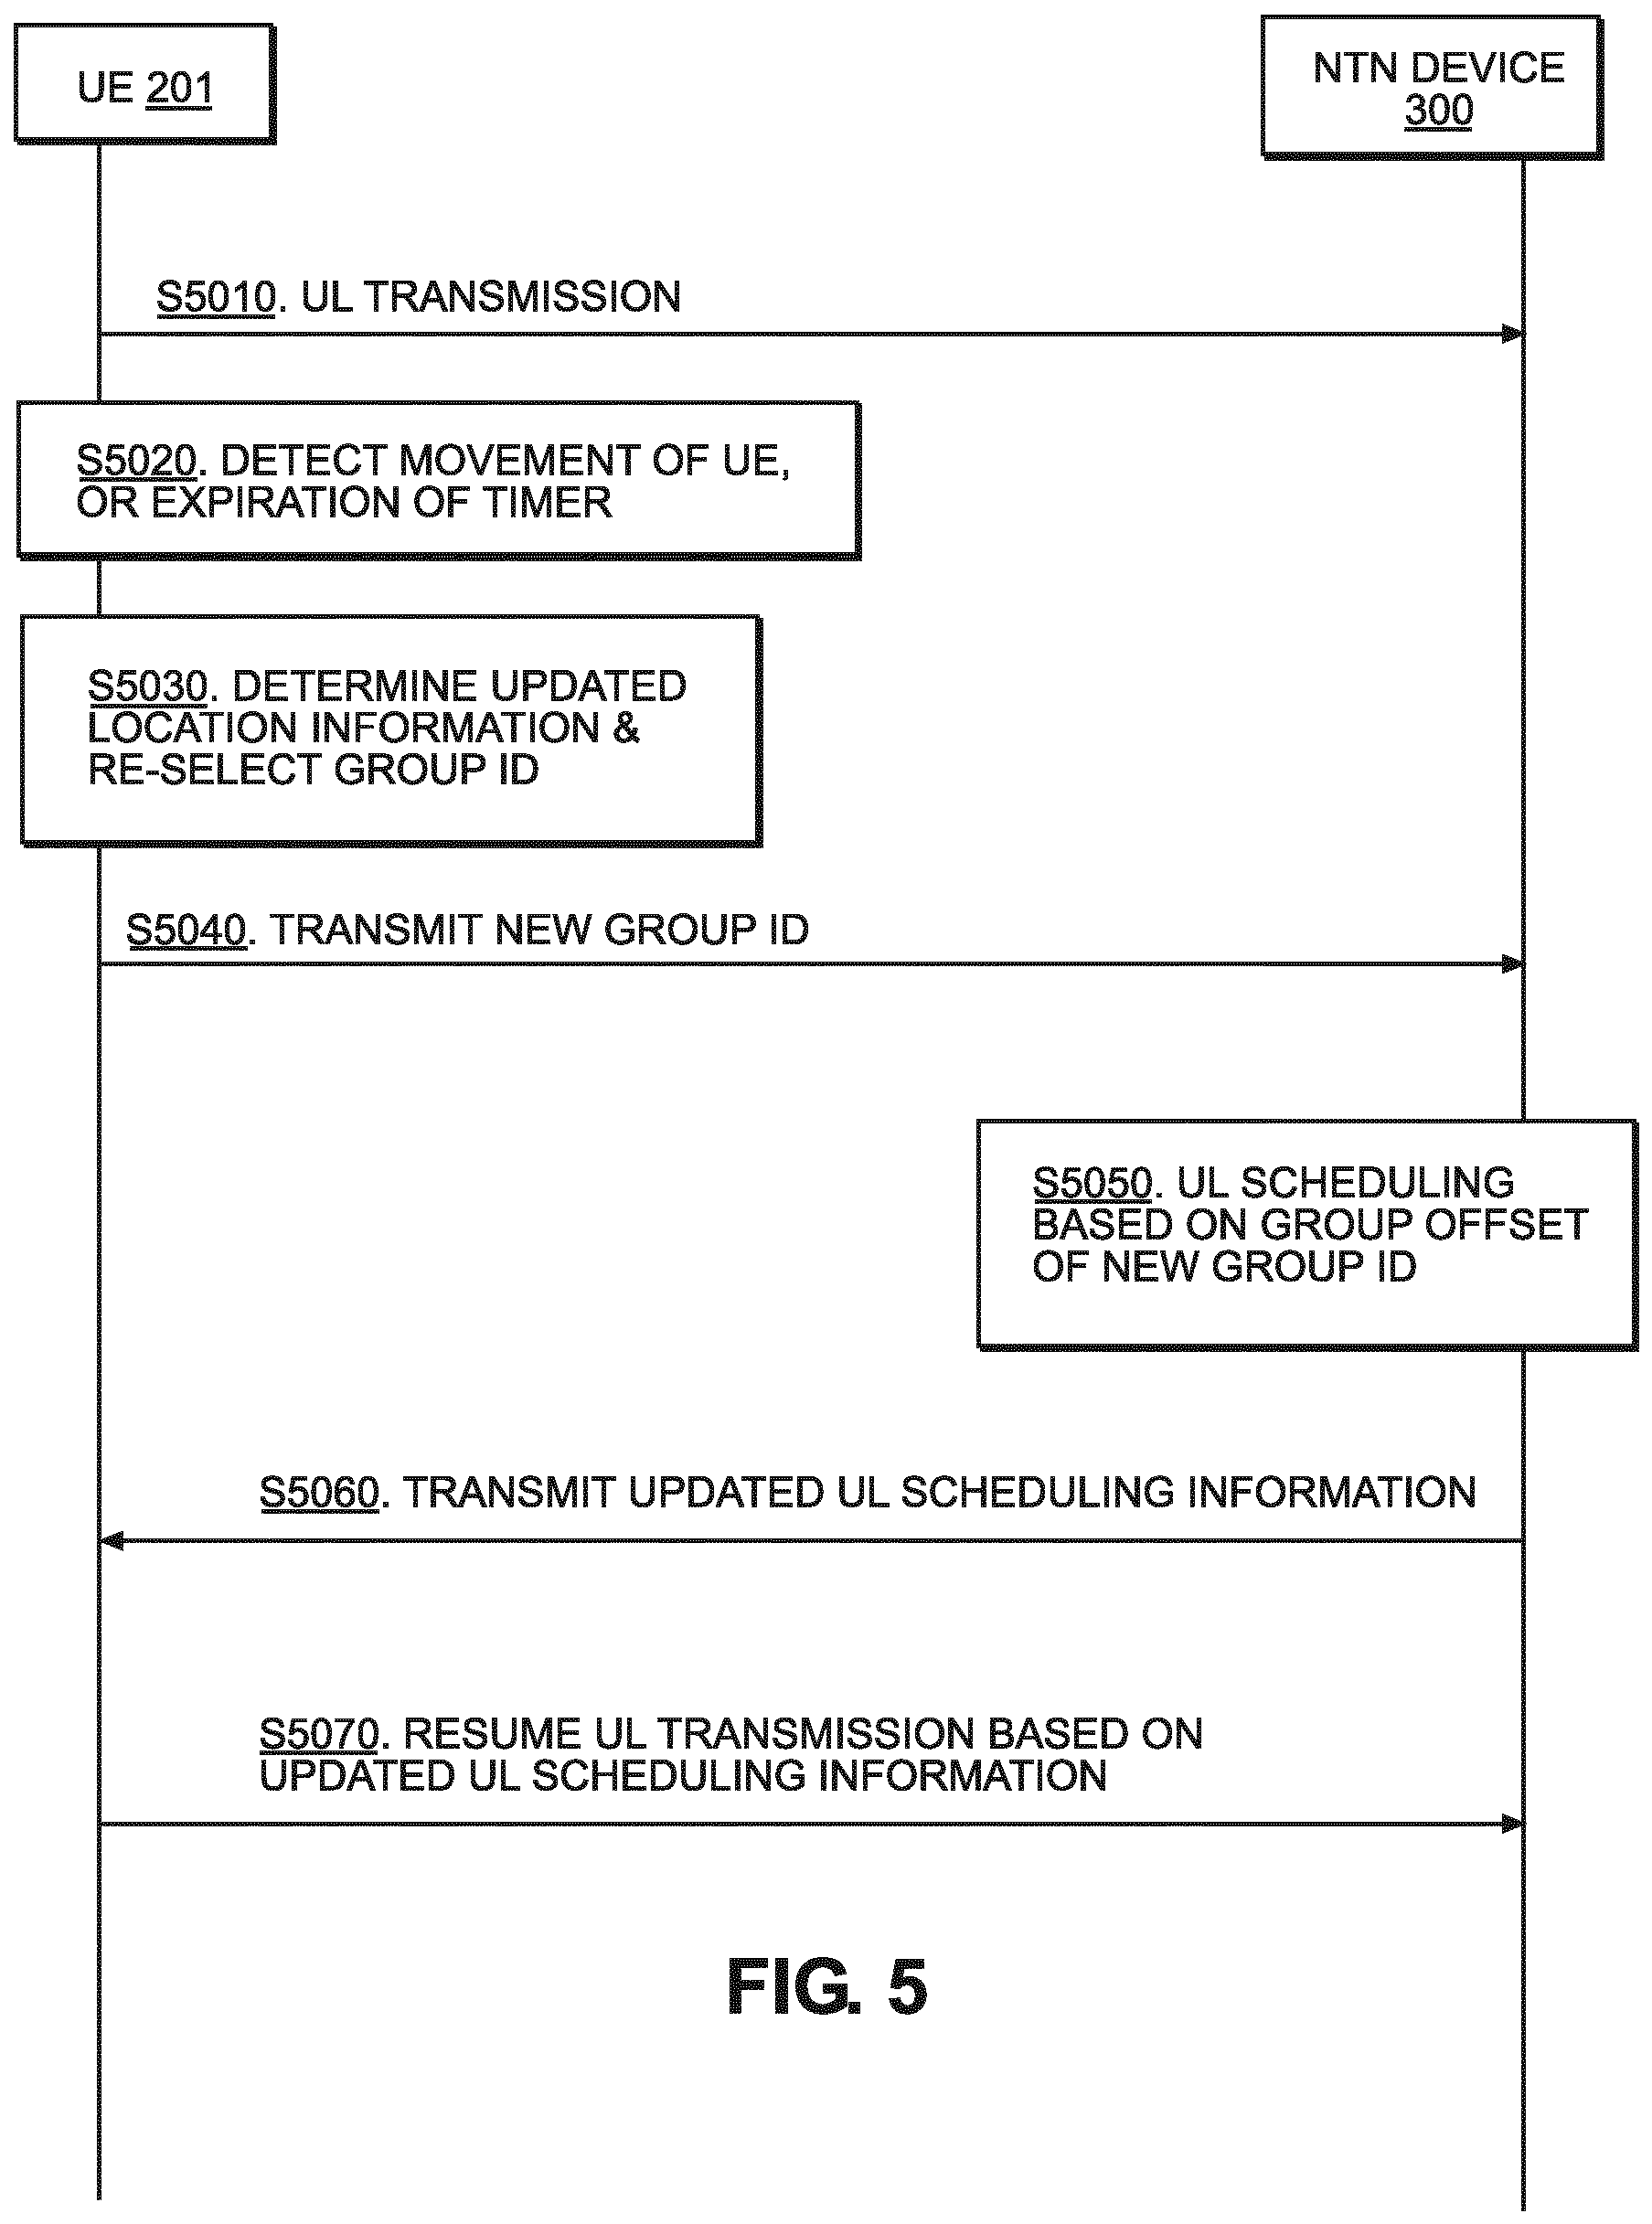 UE 201
NTN DEVICE
300
S5010. UL TRANSMISSION
S5020. DETECT MOVEMENT OF UE,
OR EXPIRATION OF TIMER
S5030. DETERMINE UPDATED
LOCATION INFORMATION &
RE-SELECT GROUP ID
S5040. TRANSMIT NEW GROUP ID
S5050. UL SCHEDULING
BASED ON GROUP OFFSET
OF NEW GROUP ID
S5060. TRANSMIT UPDATED UL SCHEDULING INFORMATION
S5070. RESUME UL TRANSMISSION BASED ON
UPDATED UL SCHEDULING INFORMATION
FIG. 5